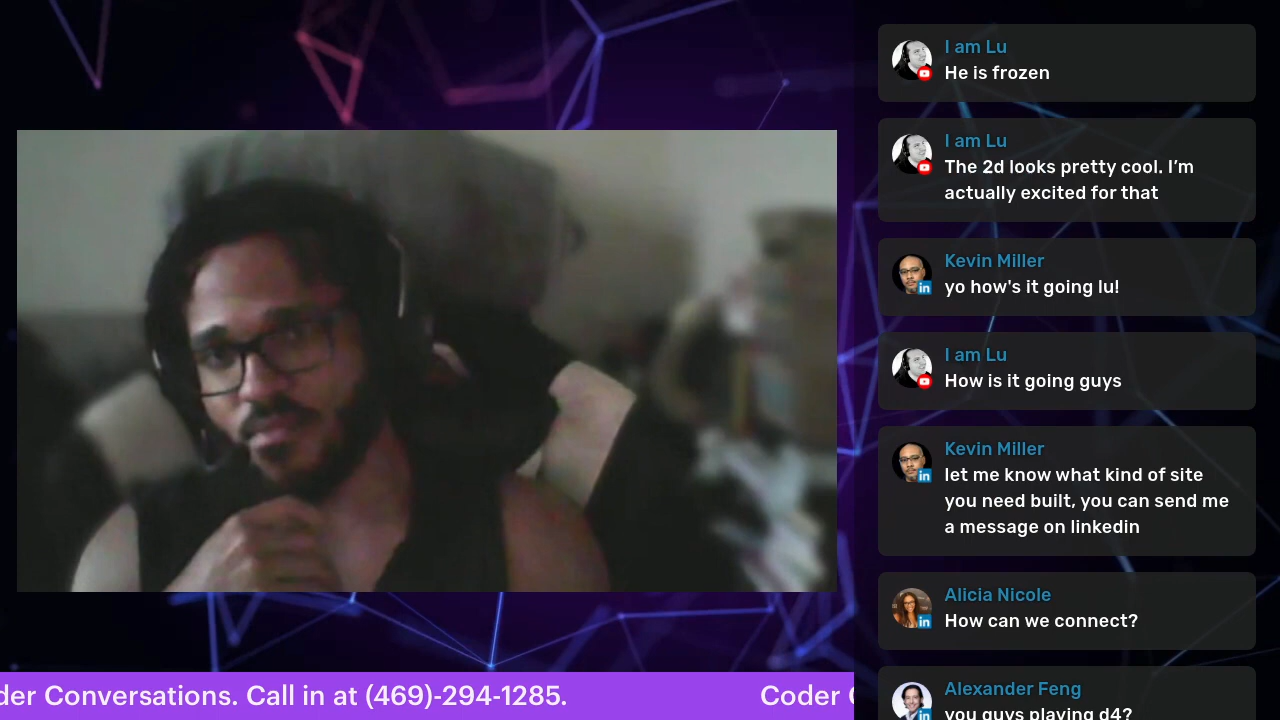 I am Lu
He is frozen
I am Lu
The 2d looks pretty cool. I’m
actually excited for that
Kevin Miller
yo how's it going lu!
I am Lu
How is it going guys
Kevin Miller
let me know what kind of site
you need built, you can send me
a message on linkedin
Alicia Nicole
How can we connect?
Alexander Feng
you guys playing d4?
der Conversations. Call in at (469)-294-1285.
Coder